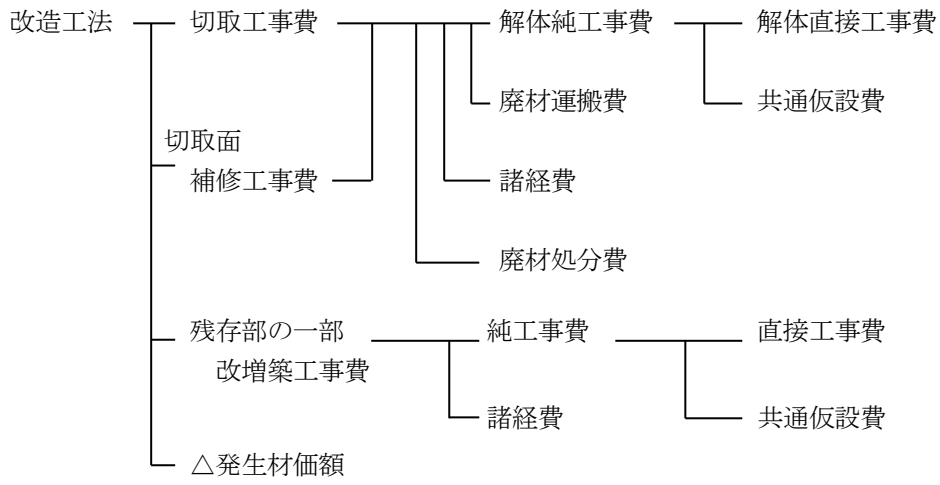 改造工法 切取工事費 解体純工事費 解体直接工事費
廃材運搬費 共通仮設費
切取面
補修工事費 諸経費
廃材処分費
残存部の一部 純工事費 直接工事費
改増築工事費
諸経費 共通仮設費
△発生材価額